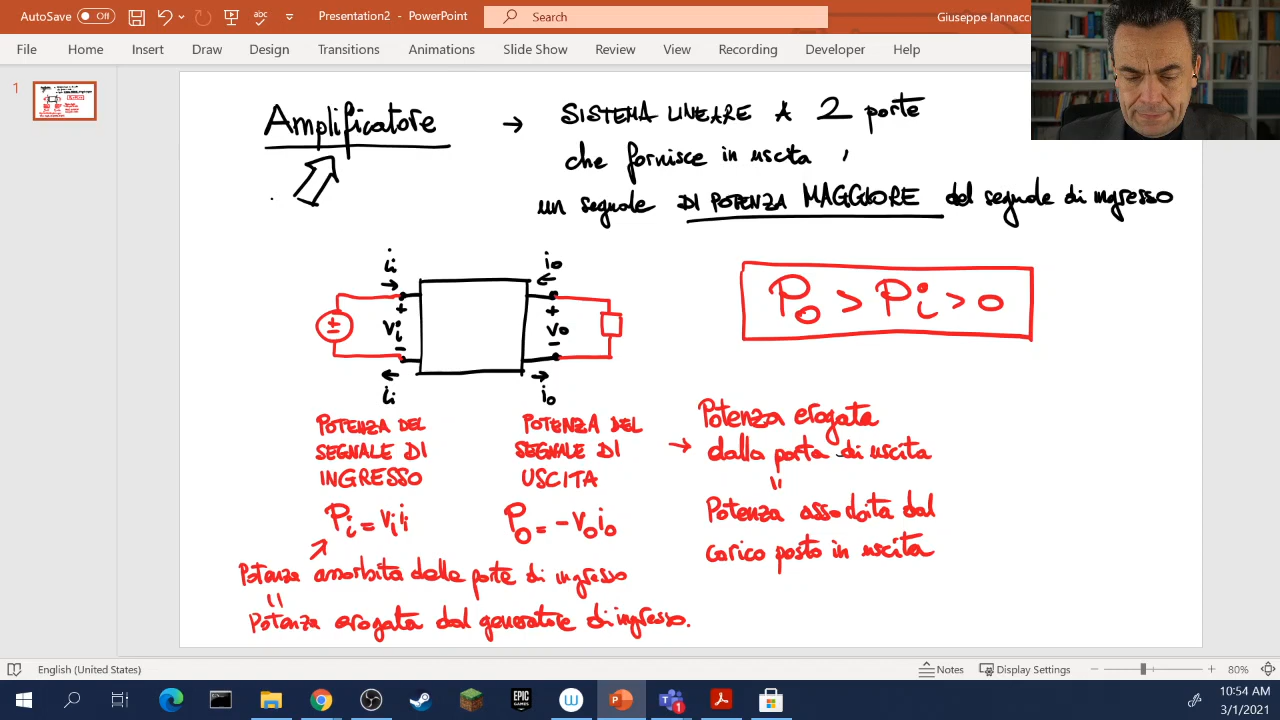 AutoSave Off
Presentation2 - PowerPoint
Search
Giuseppe Iannacc
File Home Insert Draw Design Transitions Animations Slide Show Review View Recording Developer Help
1
Amplificatore → SISTEMA LINEARE A 2 porte
che fornisce in uscita
un segnale DI POTENZA MAGGIORE del segnale di ingresso
ii io
+ vi - + vo -
ii io
Po > Pi > 0
POTENZA DEL
SEGNALE DI
INGRESSO
Pi = vi ii
POTENZA DEL
SEGNALE DI
USCITA
Po = - vo io
→ Potenza erogata
dalla porta di uscita
=
Potenza assorbita dal
carico posto in uscita
Potenza assorbita dalla porta di ingresso
=
Potenza erogata dal generatore di ingresso.
English (United States)
Notes Display Settings 80%
EPIC GAMES
1
10:54 AM
3/1/2021